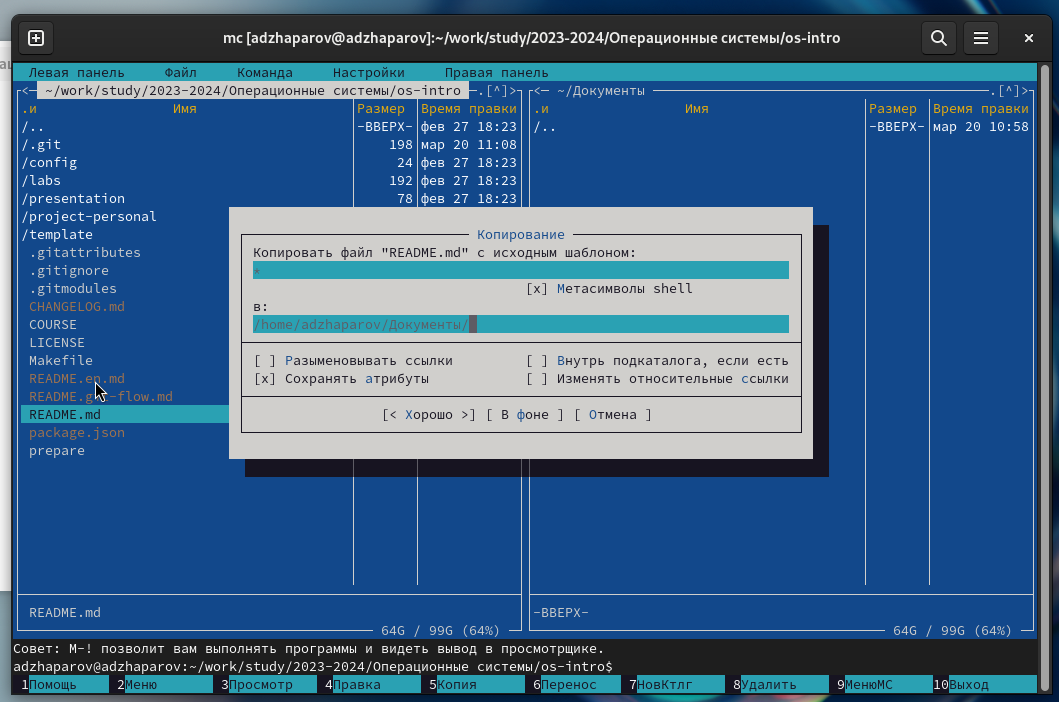 mc [adzhaparov@adzhaparov]:~/work/study/2023-2024/Операционные системы/os-intro
Левая панель Файл Команда Настройки Правая панель
<─ ~/work/study/2023-2024/Операционные системы/os-intro ─.[^]> <─ ~/Документы ─.[^]>
.и Имя Размер Время правки .и Имя Размер Время правки
/.. -ВВЕРХ- фев 27 18:23 /.. -ВВЕРХ- мар 20 10:58
/.git 198 мар 20 11:08
/config 24 фев 27 18:23
/labs 192 фев 27 18:23
/presentation 78 фев 27 18:23
/project-personal
/template
.gitattributes
.gitignore
.gitmodules
CHANGELOG.md
COURSE
LICENSE
Makefile
README.en.md
README.git-flow.md
README.md
package.json
prepare
Копирование
Копировать файл "README.md" с исходным шаблоном:
*
[x] Метасимволы shell
в:
/home/adzhaparov/Документы/
[ ] Разыменовывать ссылки [ ] Внутрь подкаталога, если есть
[x] Сохранять атрибуты [ ] Изменять относительные ссылки
[< Хорошо >] [ В фоне ] [ Отмена ]
README.md -ВВЕРХ-
64G / 99G (64%) 64G / 99G (64%)
Совет: M-! позволит вам выполнять программы и видеть вывод в просмотрщике.
adzhaparov@adzhaparov:~/work/study/2023-2024/Операционные системы/os-intro$
1Помощь 2Меню 3Просмотр 4Правка 5Копия 6Перенос 7НовКтлг 8Удалить 9МенюМС 10Выход